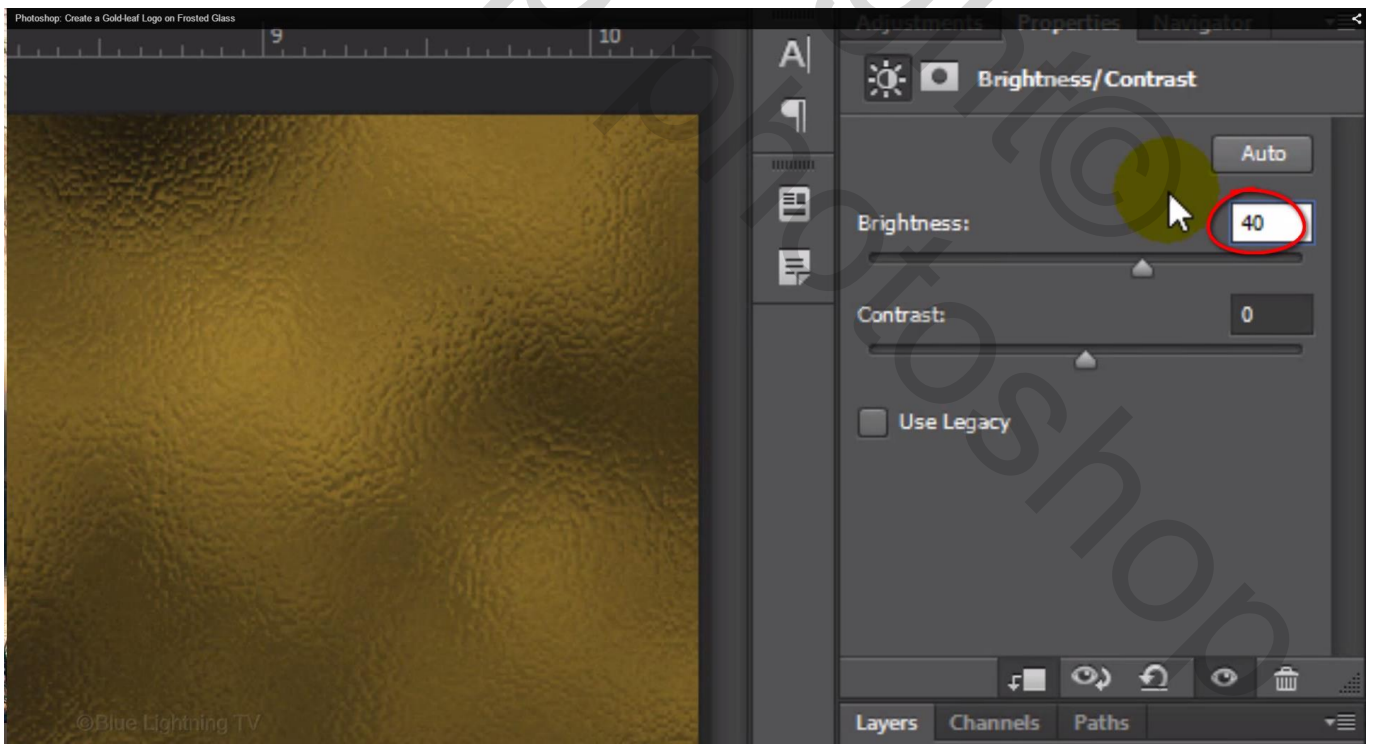 Photoshop: Create a Gold-leaf Logo on Frosted Glass
9
10
Adjustments Properties Navigator
A|
Brightness/Contrast
Auto
Brightness:
40
Contrast:
0
Use Legacy
©Blue Lightning TV
Layers Channels Paths
photoshop